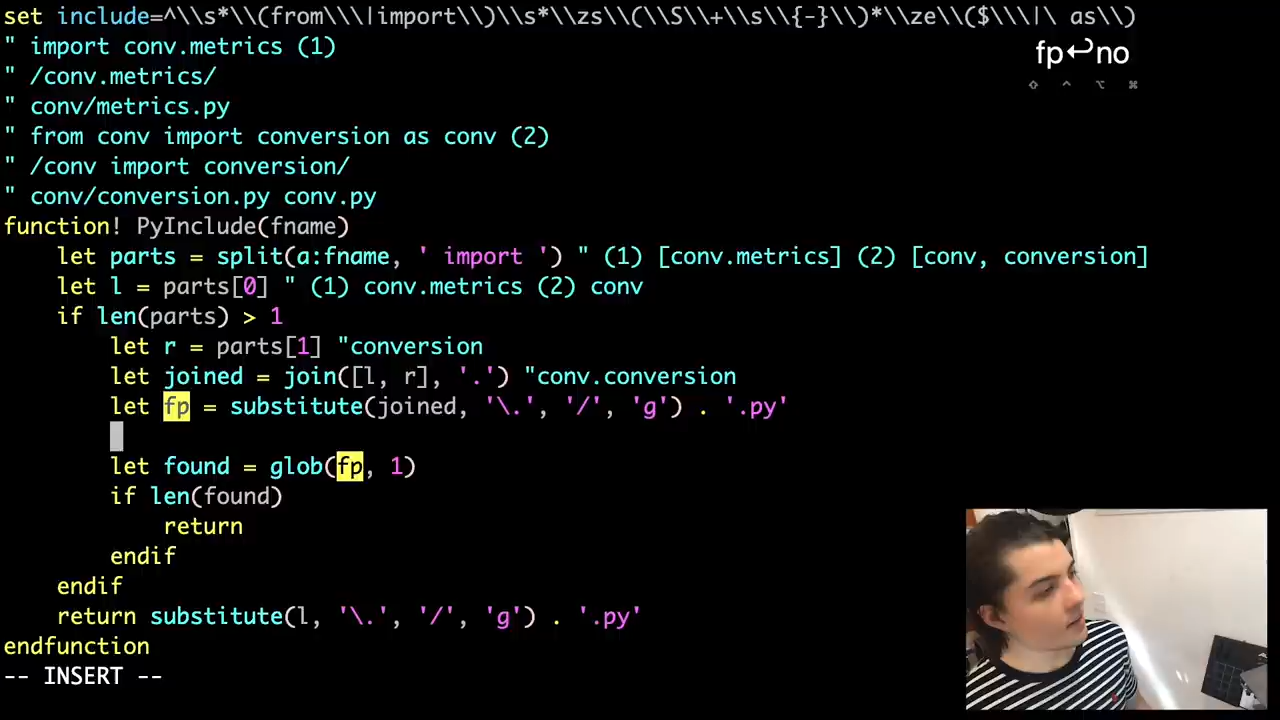 set include=^\\s*\\(from\\\|import\\)\\s*\\zs(\\S\\+\\s\\{-}\\)*\\ze\\($\\\|\ as\\)
" import conv.metrics (1)
" /conv.metrics/
" conv/metrics.py
" from conv import conversion as conv (2)
" /conv import conversion/
" conv/conversion.py conv.py
function! PyInclude(fname)
    let parts = split(a:fname, ' import ') " (1) [conv.metrics] (2) [conv, conversion]
    let l = parts[0] " (1) conv.metrics (2) conv
    if len(parts) > 1
        let r = parts[1] "conversion
        let joined = join([l, r], '.') "conv.conversion
        let fp = substitute(joined, '\.', '/', 'g') . '.py'
        let found = glob(fp, 1)
        if len(found)
            return
        endif
    endif
    return substitute(l, '\.', '/', 'g') . '.py'
endfunction
-- INSERT --
fp↩no
⇧ ^ ⌥ ⌘